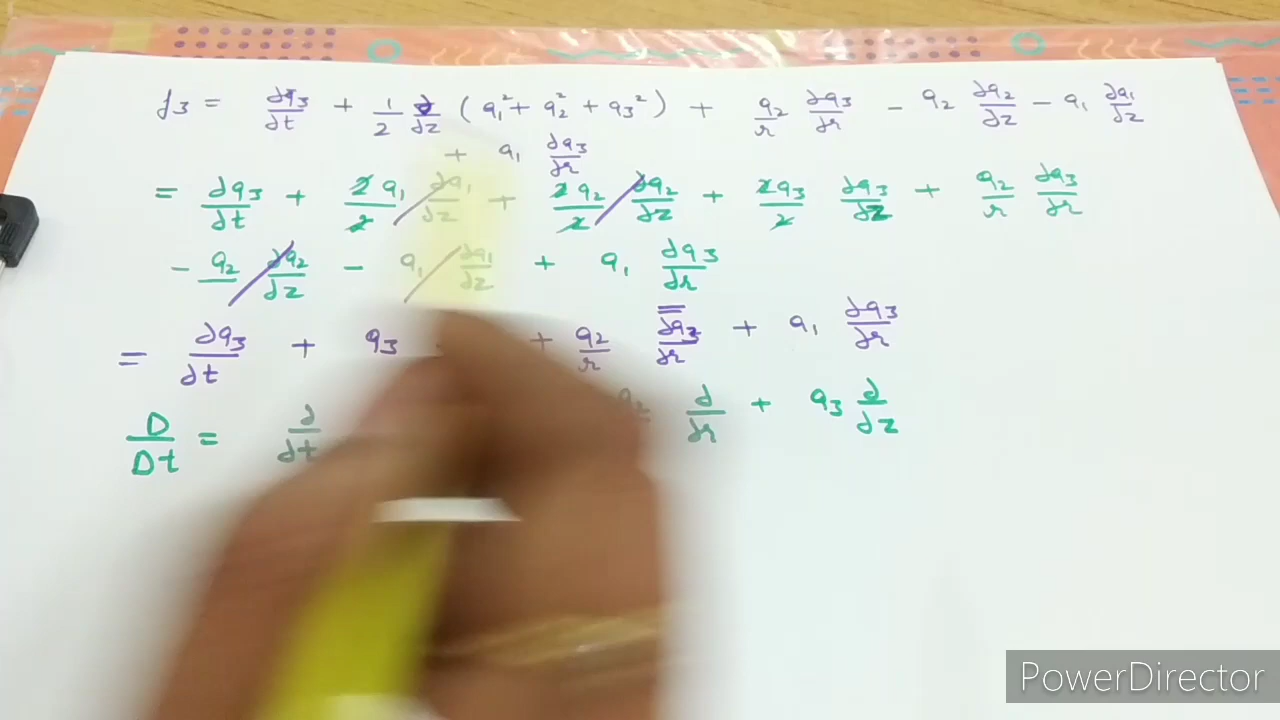 f3 = ∂q3/∂t + 1/2 ∂/∂z ( q1² + q2² + q3² ) + q2/r ∂q3/∂r - q2 ∂q2/∂z - q1 ∂q1/∂z
+ q1 ∂q3/∂r
= ∂q3/∂t + 2q1/2 ∂q1/∂z + 2q2/2 ∂q2/∂z + 2q3/2 ∂q3/∂z + q2/r ∂q3/∂r
- q2 ∂q2/∂z - q1 ∂q1/∂z + q1 ∂q3/∂r
= ∂q3/∂t + q3 + q2/r ∂q3/∂r + q1 ∂q3/∂r
D/Dt = ∂/∂t q2 ∂/∂r + q3 ∂/∂z
PowerDirector